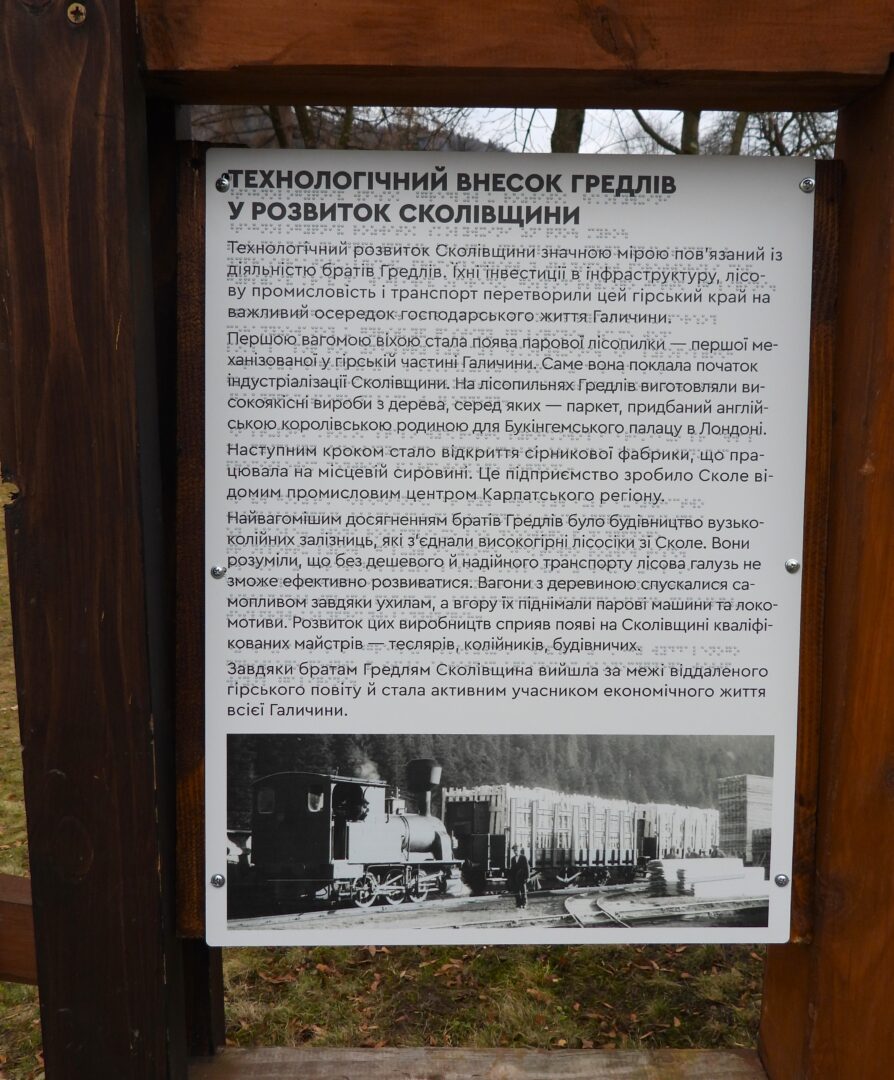 ТЕХНОЛОГІЧНИЙ ВНЕСОК ҐРЕДЛІВ
У РОЗВИТОК СКОЛІВЩИНИ
Технологічний розвиток Сколівщини значною мірою пов'язаний із
діяльністю братів Ґредлів. Їхні інвестиції в інфраструктуру, лісо-
ву промисловість і транспорт перетворили цей гірський край на
важливий осередок господарського життя Галичини.
Першою вагомою віхою стала поява парової лісопилки — першої ме-
ханізованої у гірській частині Галичини. Саме вона поклала початок
індустріалізації Сколівщини. На лісопильнях Ґредлів виготовляли ви-
сокоякісні вироби з дерева, серед яких — паркет, придбаний англій-
ською королівською родиною для Букінгемського палацу в Лондоні.
Наступним кроком стало відкриття сірникової фабрики, що пра-
цювала на місцевій сировині. Це підприємство зробило Сколе ві-
домим промисловим центром Карпатського регіону.
Найвагомішим досягненням братів Ґредлів було будівництво вузько-
колійних залізниць, які з'єднали високогірні лісосіки зі Сколе. Вони
розуміли, що без дешевого й надійного транспорту лісова галузь не
зможе ефективно розвиватися. Вагони з деревиною спускалися са-
мопливом завдяки ухилам, а вгору їх піднімали парові машини та локо-
мотиви. Розвиток цих виробництв сприяв появі на Сколівщині кваліфі-
кованих майстрів — теслярів, колійників, будівничих.
Завдяки братам Ґредлям Сколівщина вийшла за межі віддаленого
гірського повіту й стала активним учасником економічного життя
всієї Галичини.